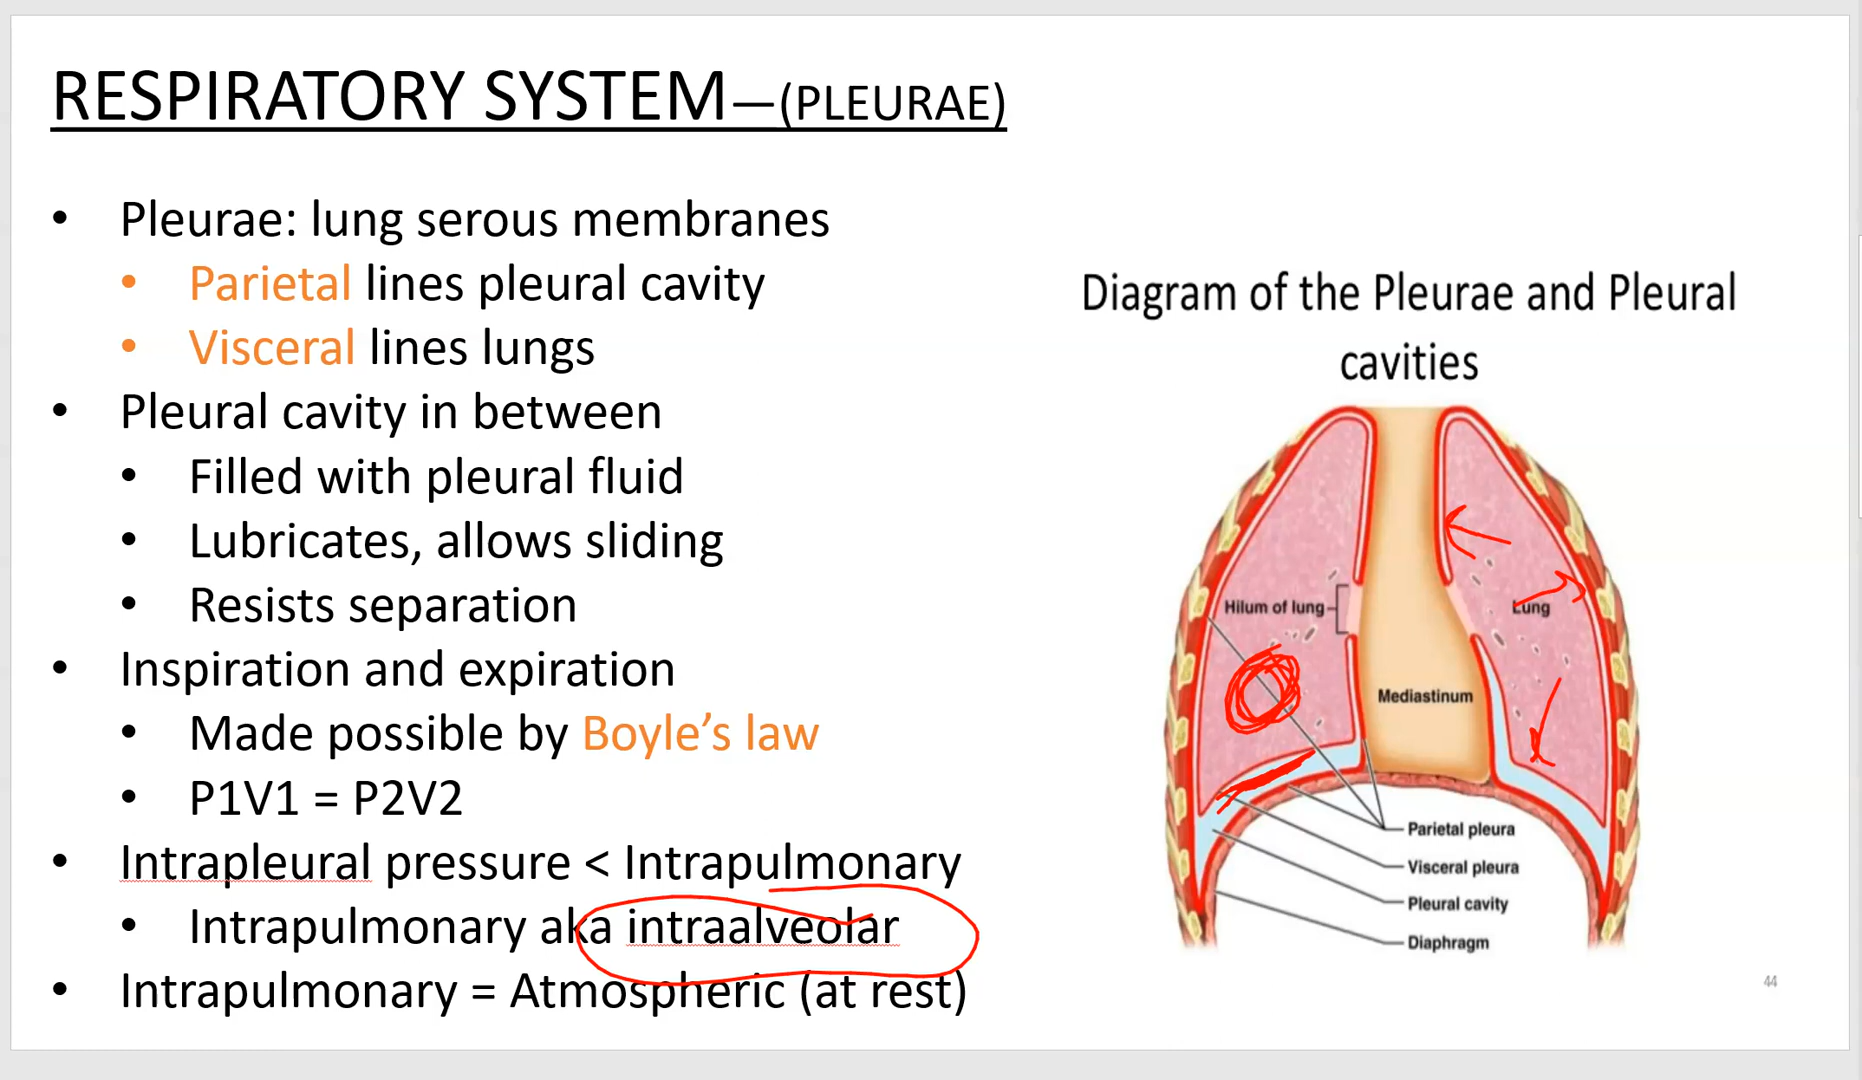 RESPIRATORY SYSTEM—(PLEURAE)
• Pleurae: lung serous membranes
• Parietal lines pleural cavity
• Visceral lines lungs
• Pleural cavity in between
• Filled with pleural fluid
• Lubricates, allows sliding
• Resists separation
• Inspiration and expiration
• Made possible by Boyle’s law
• P1V1 = P2V2
• Intrapleural pressure < Intrapulmonary
• Intrapulmonary aka intraalveolar
• Intrapulmonary = Atmospheric (at rest)
Diagram of the Pleurae and Pleural
cavities
Hilum of lung
Lung
Mediastinum
Parietal pleura
Visceral pleura
Pleural cavity
Diaphragm
44